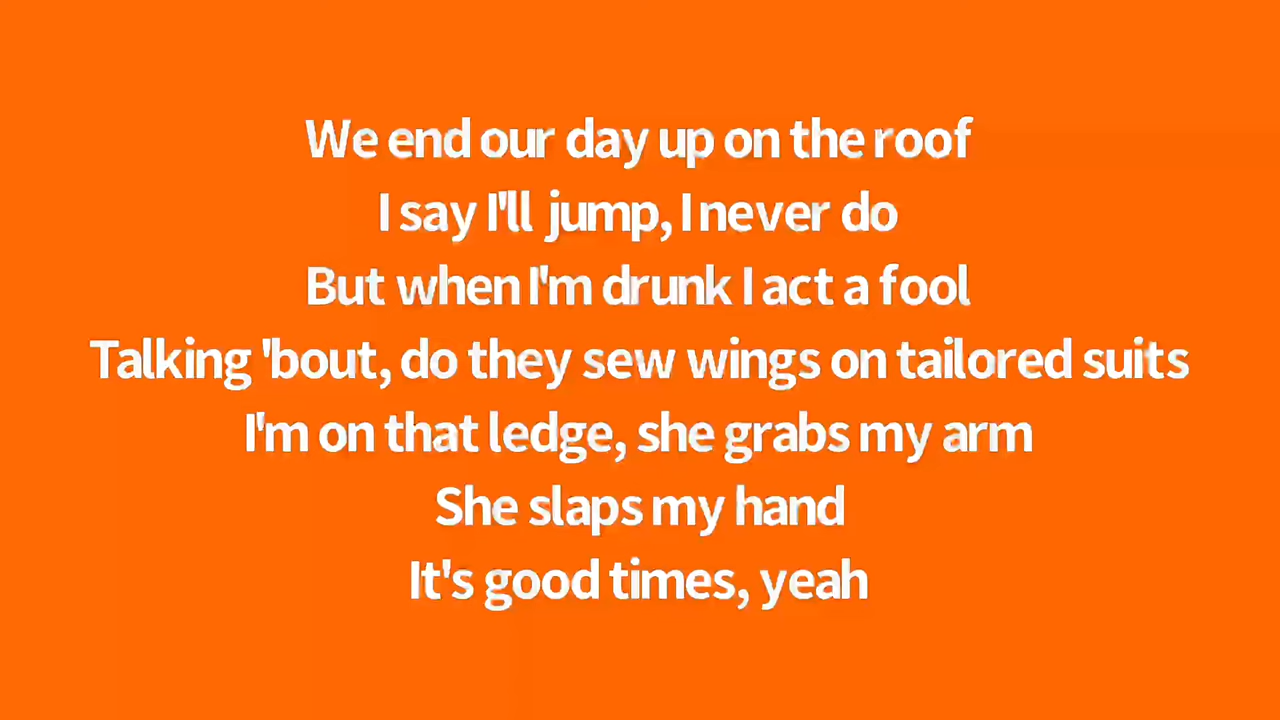 We end our day up on the roof
I say I'll jump, I never do
But when I'm drunk I act a fool
Talking 'bout, do they sew wings on tailored suits
I'm on that ledge, she grabs my arm
She slaps my hand
It's good times, yeah